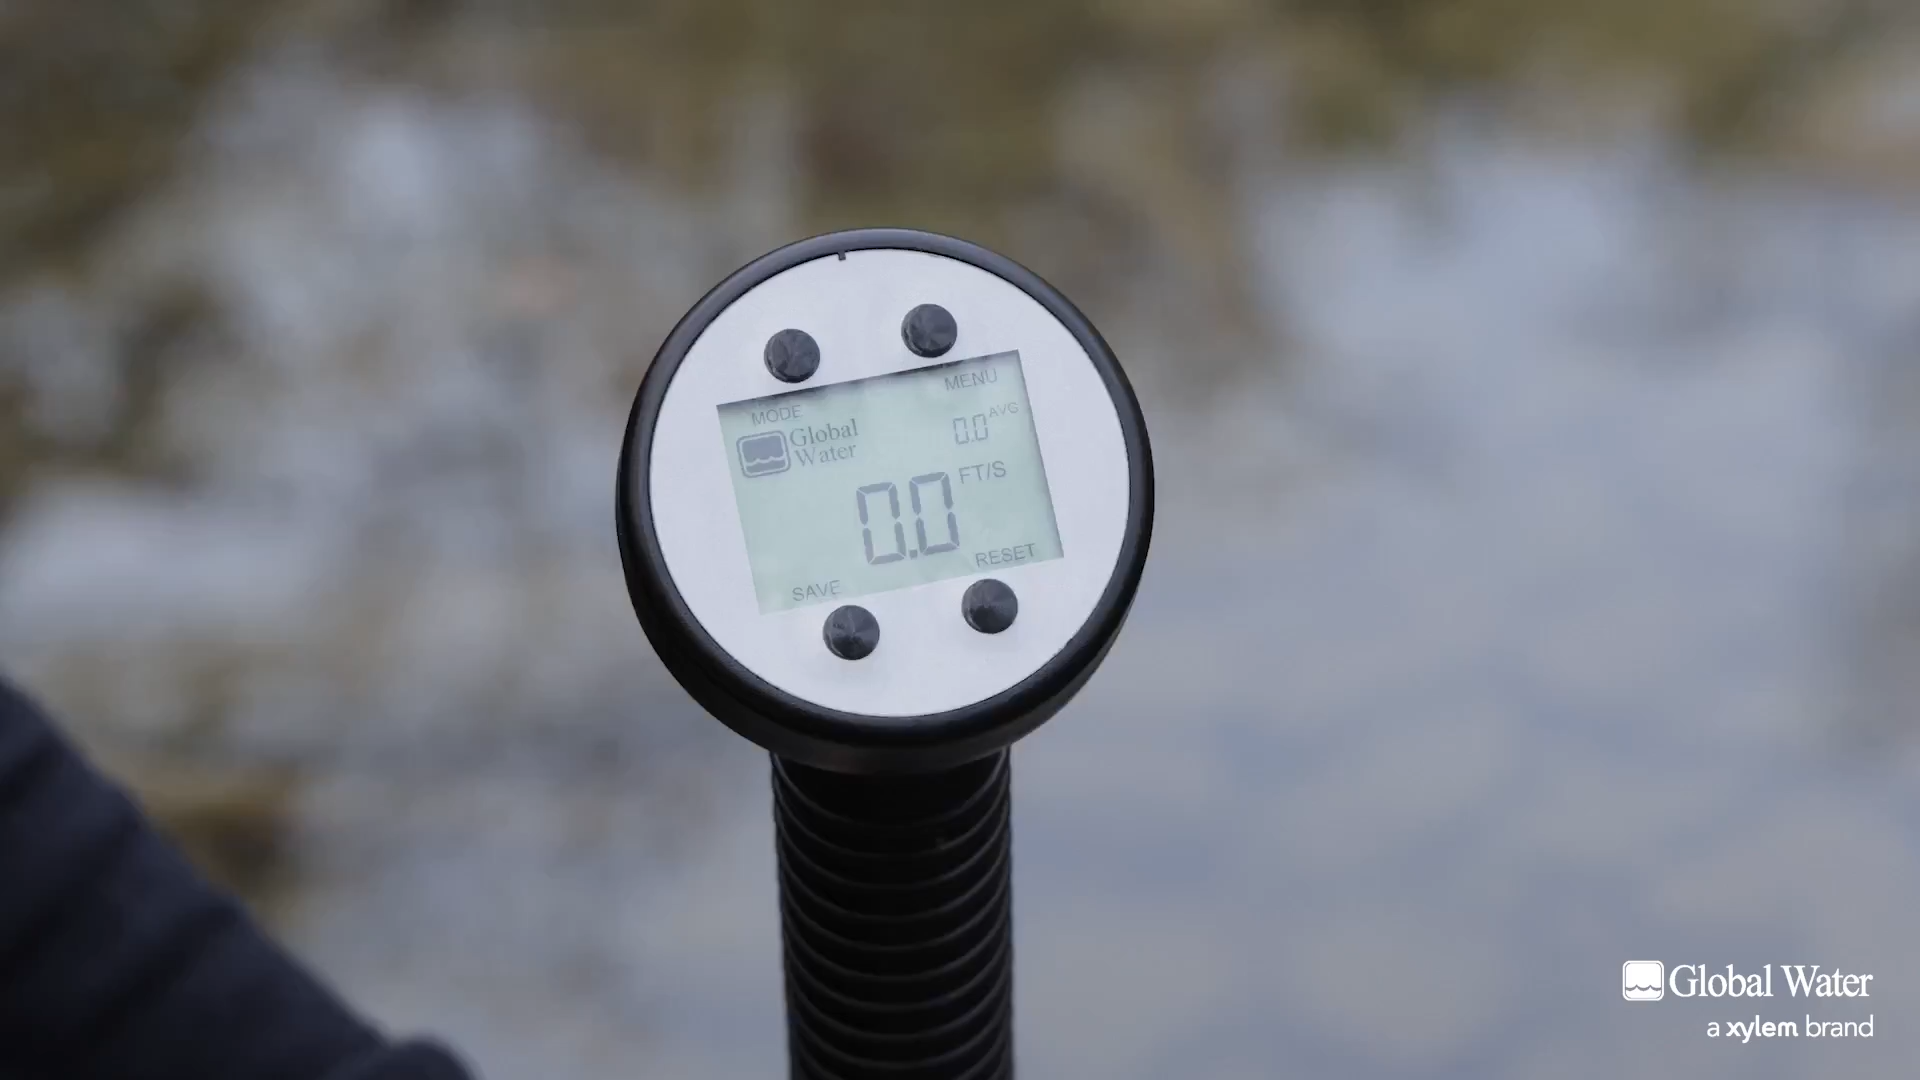 MODE
MENU
Global
Water
0.0 AVG
0.0 FT/S
SAVE
RESET
Global Water
a xylem brand